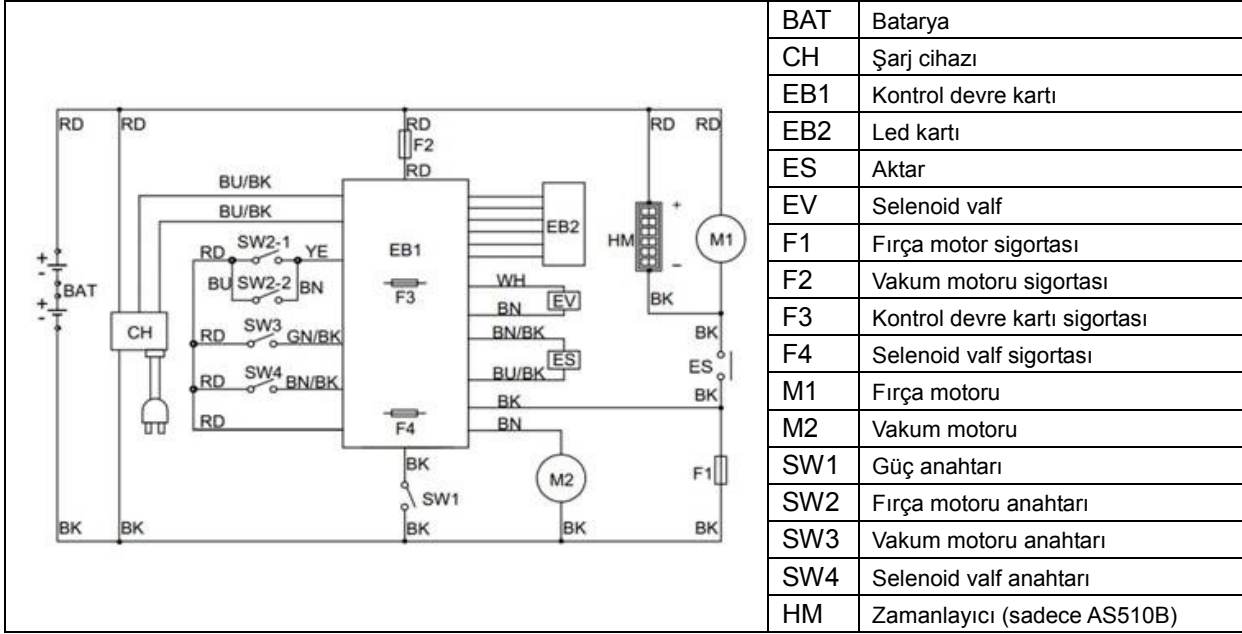 RD RD RD RD RD
F2
RD
BU/BK
BU/BK
EB2
+
HM
M1
SW2-1
RD YE
EB1
+
-
BU SW2-2 BN
BAT
F3
WH
EV
BN
-
BK
+
-
CH
SW3
RD GN/BK
BN/BK
ES
BU/BK
BK
ES
SW4
RD BN/BK
BK
BK
RD
F4
BN
BK
M2
F1
SW1
BK BK BK BK BK
BAT Batarya
CH Şarj cihazı
EB1 Kontrol devre kartı
EB2 Led kartı
ES Aktar
EV Selenoid valf
F1 Fırça motor sigortası
F2 Vakum motoru sigortası
F3 Kontrol devre kartı sigortası
F4 Selenoid valf sigortası
M1 Fırça motoru
M2 Vakum motoru
SW1 Güç anahtarı
SW2 Fırça motoru anahtarı
SW3 Vakum motoru anahtarı
SW4 Selenoid valf anahtarı
HM Zamanlayıcı (sadece AS510B)